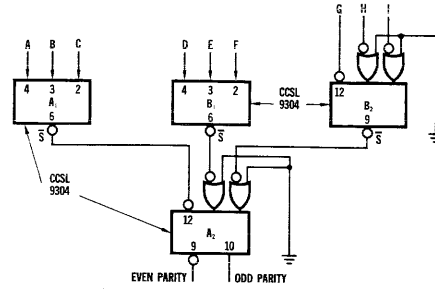 G H I
A B C
D E F
4 3 2
A₁
6
S̅
4 3 2
B₁
6
S̅
CCSL
9304
12
B₂
9
S̅
CCSL
9304
12
A₂
9 10
EVEN PARITY ODD PARITY